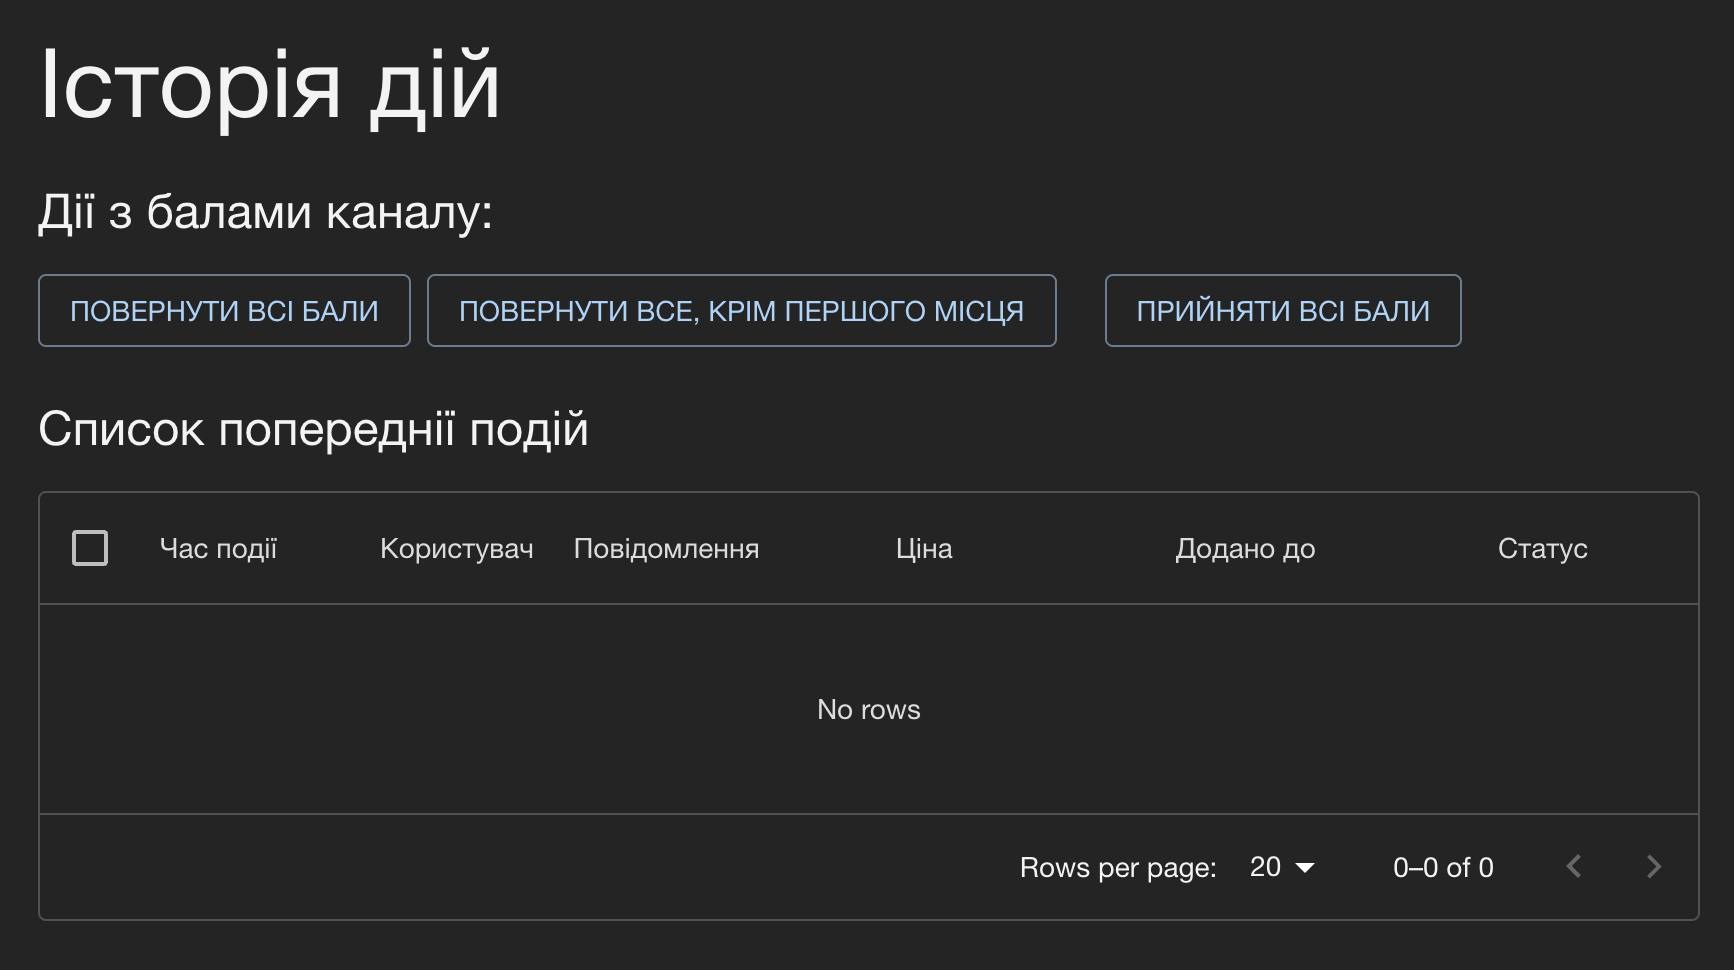 Історія дій
Дії з балами каналу:
ПОВЕРНУТИ ВСІ БАЛИ ПОВЕРНУТИ ВСЕ, КРІМ ПЕРШОГО МІСЦЯ ПРИЙНЯТИ ВСІ БАЛИ
Список попереднії подій
Час події Користувач Повідомлення Ціна Додано до Статус
No rows
Rows per page: 20 0–0 of 0